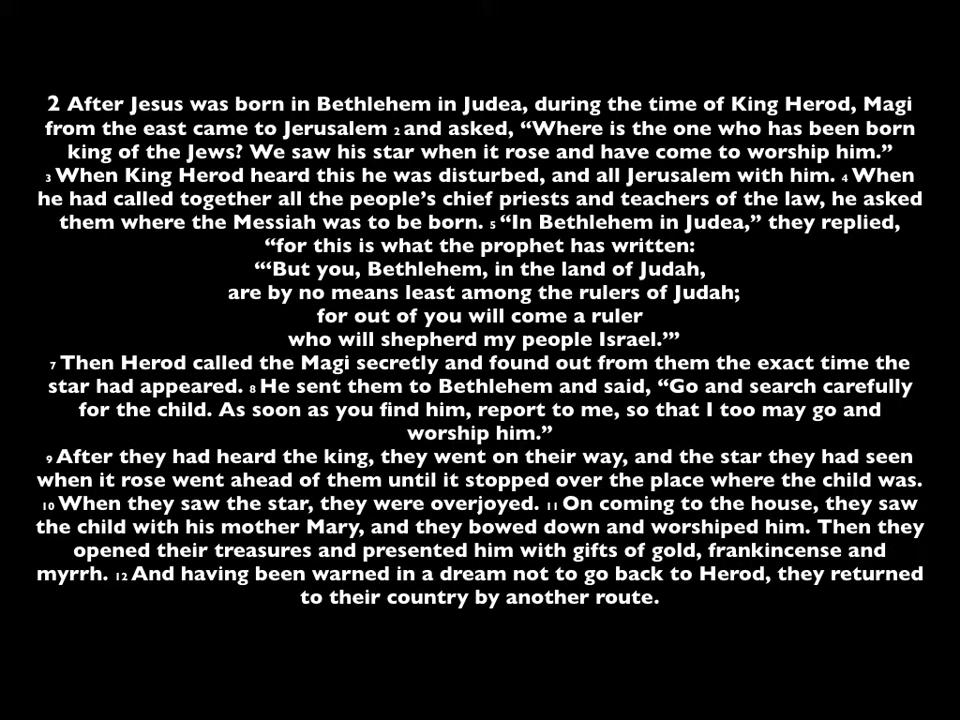 2 After Jesus was born in Bethlehem in Judea, during the time of King Herod, Magi
from the east came to Jerusalem 2 and asked, “Where is the one who has been born
king of the Jews? We saw his star when it rose and have come to worship him.”
3 When King Herod heard this he was disturbed, and all Jerusalem with him. 4 When
he had called together all the people’s chief priests and teachers of the law, he asked
them where the Messiah was to be born. 5 “In Bethlehem in Judea,” they replied,
“for this is what the prophet has written:
“‘But you, Bethlehem, in the land of Judah,
are by no means least among the rulers of Judah;
for out of you will come a ruler
who will shepherd my people Israel.’”
7 Then Herod called the Magi secretly and found out from them the exact time the
star had appeared. 8 He sent them to Bethlehem and said, “Go and search carefully
for the child. As soon as you find him, report to me, so that I too may go and
worship him.”
9 After they had heard the king, they went on their way, and the star they had seen
when it rose went ahead of them until it stopped over the place where the child was.
10 When they saw the star, they were overjoyed. 11 On coming to the house, they saw
the child with his mother Mary, and they bowed down and worshiped him. Then they
opened their treasures and presented him with gifts of gold, frankincense and
myrrh. 12 And having been warned in a dream not to go back to Herod, they returned
to their country by another route.